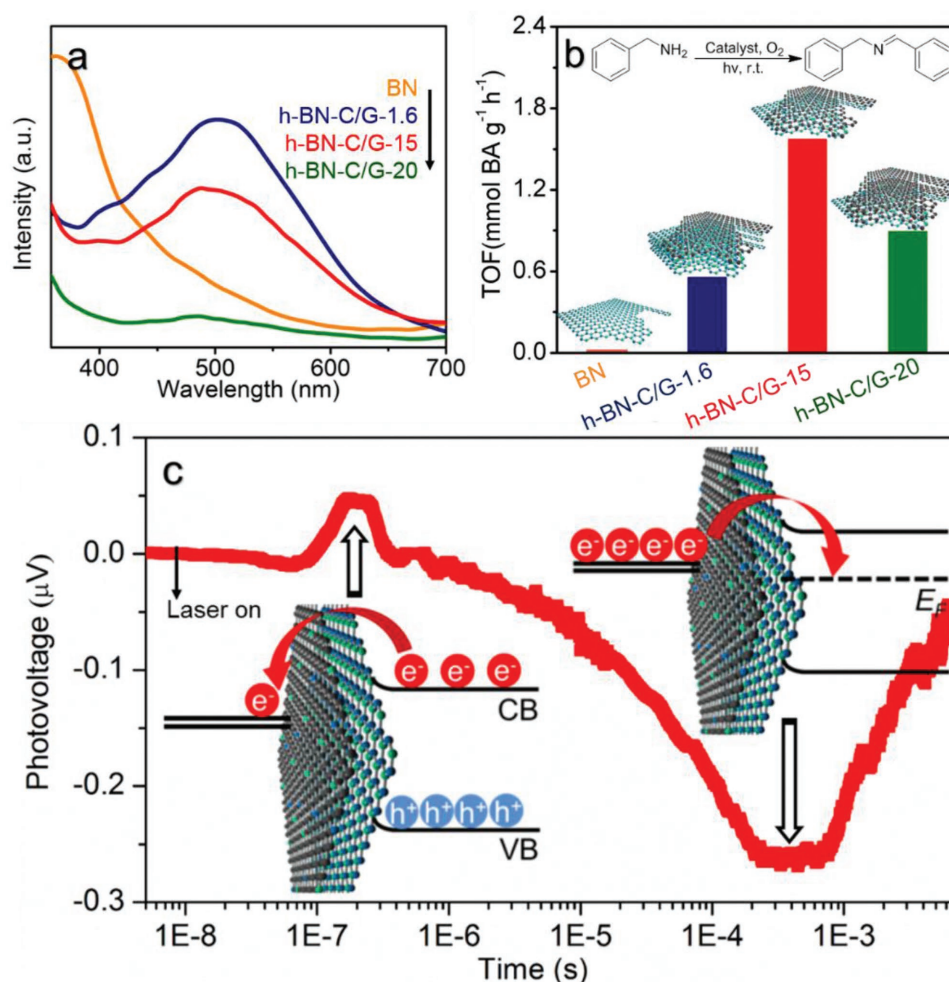 a
BN
h-BN-C/G-1.6
h-BN-C/G-15
h-BN-C/G-20
Intensity (a.u.)
400 500 600 700
Wavelength (nm)
b
NH2 Catalyst, O2 N
hv, r.t.
TOF(mmol BA g-1h-1)
2.4
1.8
1.2
0.6
0.0
BN
h-BN-C/G-1.6
h-BN-C/G-15
h-BN-C/G-20
c
Photovoltage (μV)
0.1
0.0
-0.1
-0.2
-0.3
Laser on
e- e- e- e-
CB
h+ h+ h+ h+
VB
e- e- e- e-
EF
1E-8 1E-7 1E-6 1E-5 1E-4 1E-3
Time (s)